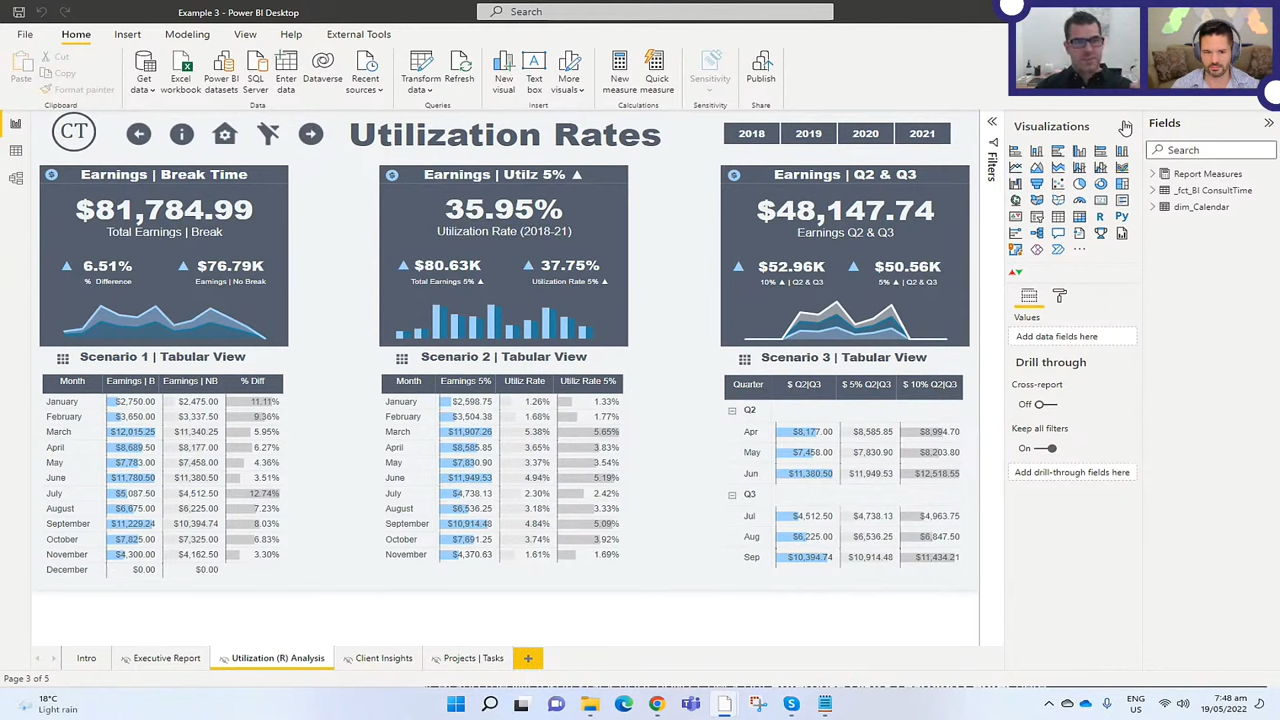 Example 3 - Power BI Desktop
Search
File
Home
Insert
Modeling
View
Help
External Tools
Paste
Cut
Copy
Format painter
Clipboard
Get data
Excel workbook
Power BI datasets
SQL Server
Enter data
Dataverse
Recent sources
Data
Transform data
Refresh
Queries
New visual
Text box
More visuals
Insert
New measure
Quick measure
Calculations
Sensitivity
Sensitivity
Publish
Share
CT
Utilization Rates
2018 2019 2020 2021
Earnings | Break Time
$81,784.99
Total Earnings | Break
6.51% $76.79K
% Difference Earnings | No Break
Scenario 1 | Tabular View
Month Earnings | B Earnings | NB % Diff
January $2,750.00 $2,475.00 11.11%
February $3,650.00 $3,337.50 9.36%
March $12,015.25 $11,340.25 5.95%
April $8,689.50 $8,177.00 6.27%
May $7,783.00 $7,458.00 4.36%
June $11,780.50 $11,380.50 3.51%
July $5,087.50 $4,512.50 12.74%
August $6,675.00 $6,225.00 7.23%
September $11,229.24 $10,394.74 8.03%
October $7,825.00 $7,325.00 6.83%
November $4,300.00 $4,162.50 3.30%
December $0.00 $0.00
Earnings | Utilz 5% ▲
35.95%
Utilization Rate (2018-21)
$80.63K 37.75%
Total Earnings 5% ▲ Utilization Rate 5% ▲
Scenario 2 | Tabular View
Month Earnings 5% Utiliz Rate Utiliz Rate 5%
January $2,598.75 1.26% 1.33%
February $3,504.38 1.68% 1.77%
March $11,907.26 5.38% 5.65%
April $8,585.85 3.65% 3.83%
May $7,830.90 3.37% 3.54%
June $11,949.53 4.94% 5.19%
July $4,738.13 2.30% 2.42%
August $6,536.25 3.18% 3.33%
September $10,914.48 4.84% 5.09%
October $7,691.25 3.74% 3.92%
November $4,370.63 1.61% 1.69%
Earnings | Q2 & Q3
$48,147.74
Earnings Q2 & Q3
$52.96K $50.56K
10% ▲ | Q2 & Q3 5% ▲ | Q2 & Q3
Scenario 3 | Tabular View
Quarter $ Q2|Q3 $ 5% Q2|Q3 $ 10% Q2|Q3
Q2
Apr $8,177.00 $8,585.85 $8,994.70
May $7,458.00 $7,830.90 $8,203.80
Jun $11,380.50 $11,949.53 $12,518.55
Q3
Jul $4,512.50 $4,738.13 $4,963.75
Aug $6,225.00 $6,536.25 $6,847.50
Sep $10,394.74 $10,914.48 $11,434.21
Filters
Visualizations
R
Py
Values
Add data fields here
Drill through
Cross-report
Off
Keep all filters
On
Add drill-through fields here
Fields
Search
Report Measures
_fct_BI ConsultTime
dim_Calendar
Intro
Executive Report
Utilization (R) Analysis
Client Insights
Projects | Tasks
Page 3 of 5
18°C
Light rain
ENG
US
7:48 am
19/05/2022